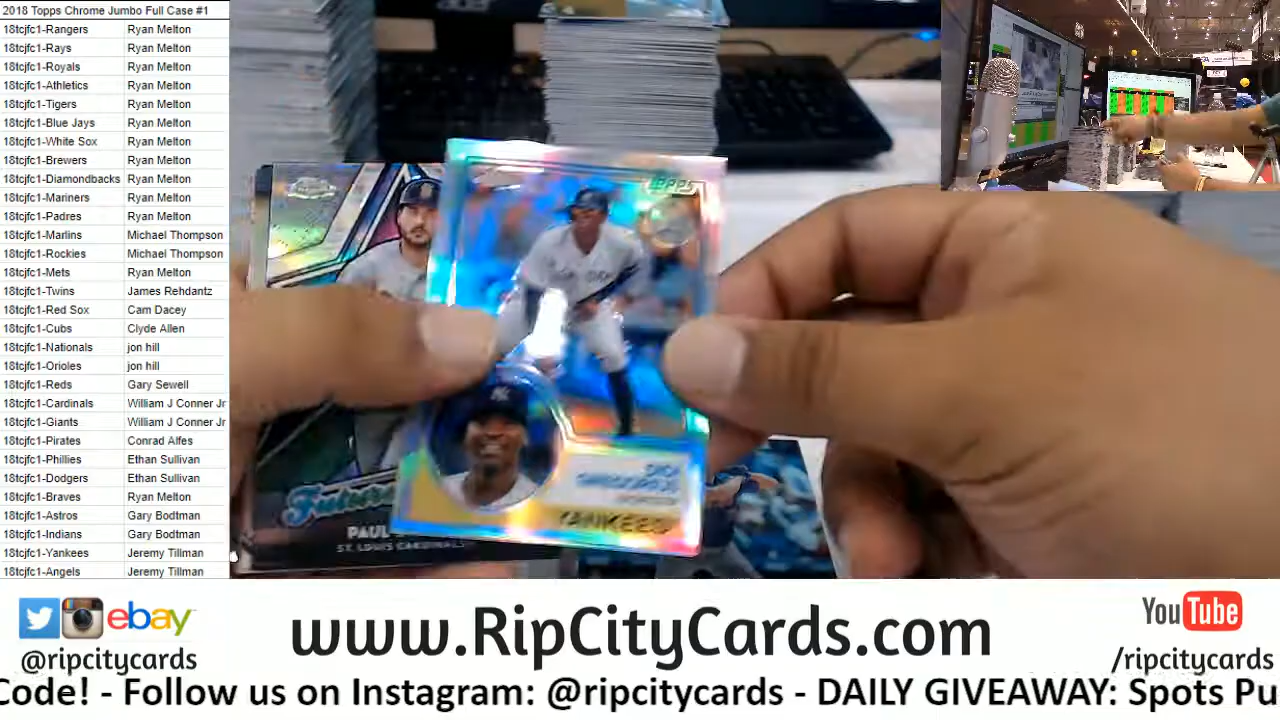 2018 Topps Chrome Jumbo Full Case #1
18tcjfc1-Rangers Ryan Melton
18tcjfc1-Rays Ryan Melton
18tcjfc1-Royals Ryan Melton
18tcjfc1-Athletics Ryan Melton
18tcjfc1-Tigers Ryan Melton
18tcjfc1-Blue Jays Ryan Melton
18tcjfc1-White Sox Ryan Melton
18tcjfc1-Brewers Ryan Melton
18tcjfc1-Diamondbacks Ryan Melton
18tcjfc1-Mariners Ryan Melton
18tcjfc1-Padres Ryan Melton
18tcjfc1-Marlins Michael Thompson
18tcjfc1-Rockies Michael Thompson
18tcjfc1-Mets Ryan Melton
18tcjfc1-Twins James Rehdantz
18tcjfc1-Red Sox Cam Dacey
18tcjfc1-Cubs Clyde Allen
18tcjfc1-Nationals jon hill
18tcjfc1-Orioles jon hill
18tcjfc1-Reds Gary Sewell
18tcjfc1-Cardinals William J Conner Jr
18tcjfc1-Giants William J Conner Jr
18tcjfc1-Pirates Conrad Alfes
18tcjfc1-Phillies Ethan Sullivan
18tcjfc1-Dodgers Ethan Sullivan
18tcjfc1-Braves Ryan Melton
18tcjfc1-Astros Gary Bodtman
18tcjfc1-Indians Gary Bodtman
18tcjfc1-Yankees Jeremy Tillman
18tcjfc1-Angels Jeremy Tillman
TOPPS
YANKEES
Future
PAUL
ST. LOUIS CARDINALS
ebay
@ripcitycards
www.RipCityCards.com
YouTube
/ripcitycards
Code! - Follow us on Instagram: @ripcitycards - DAILY GIVEAWAY: Spots Pu